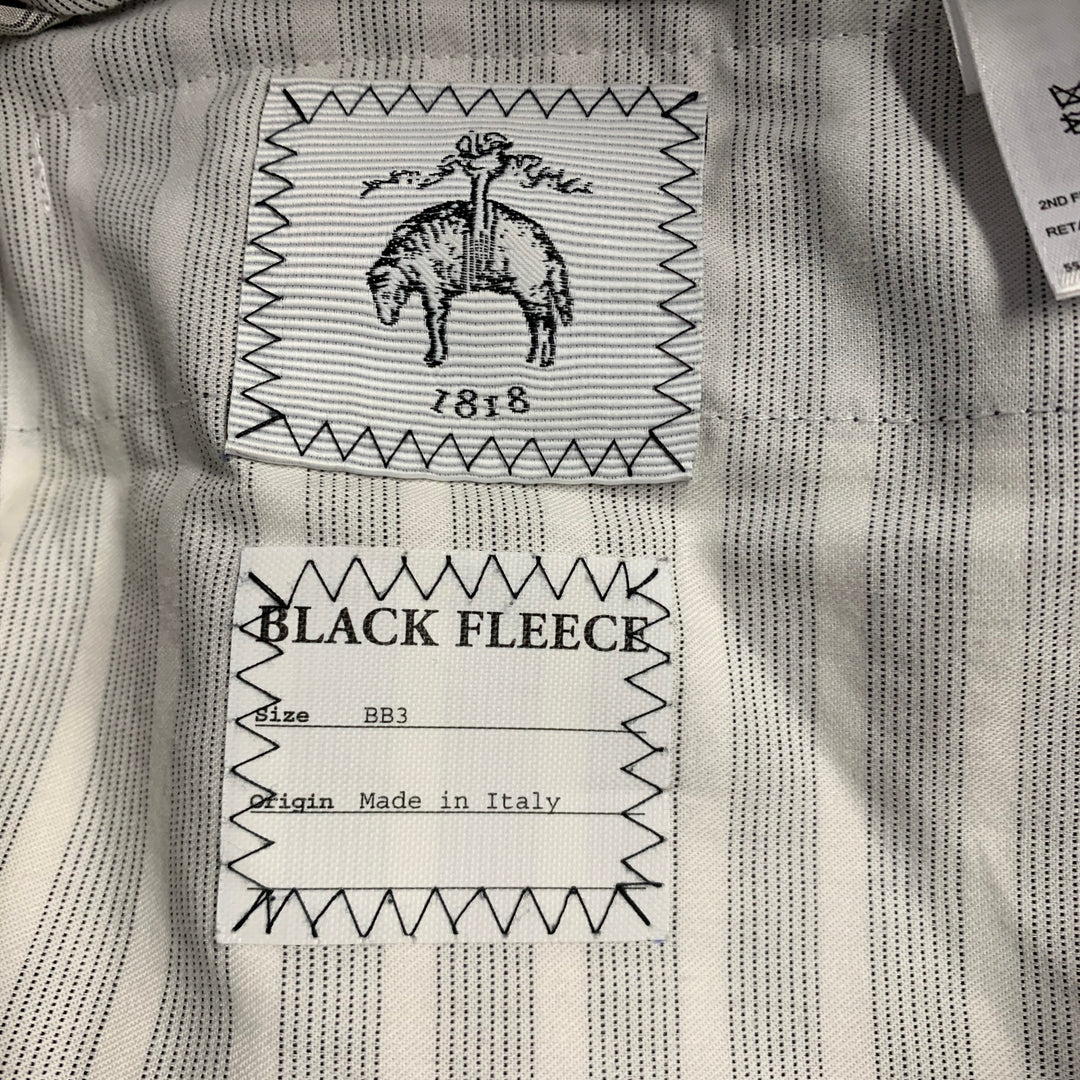 1818
BLACK FLEECE
Size BB3
Origin Made in Italy
2ND F
RETA